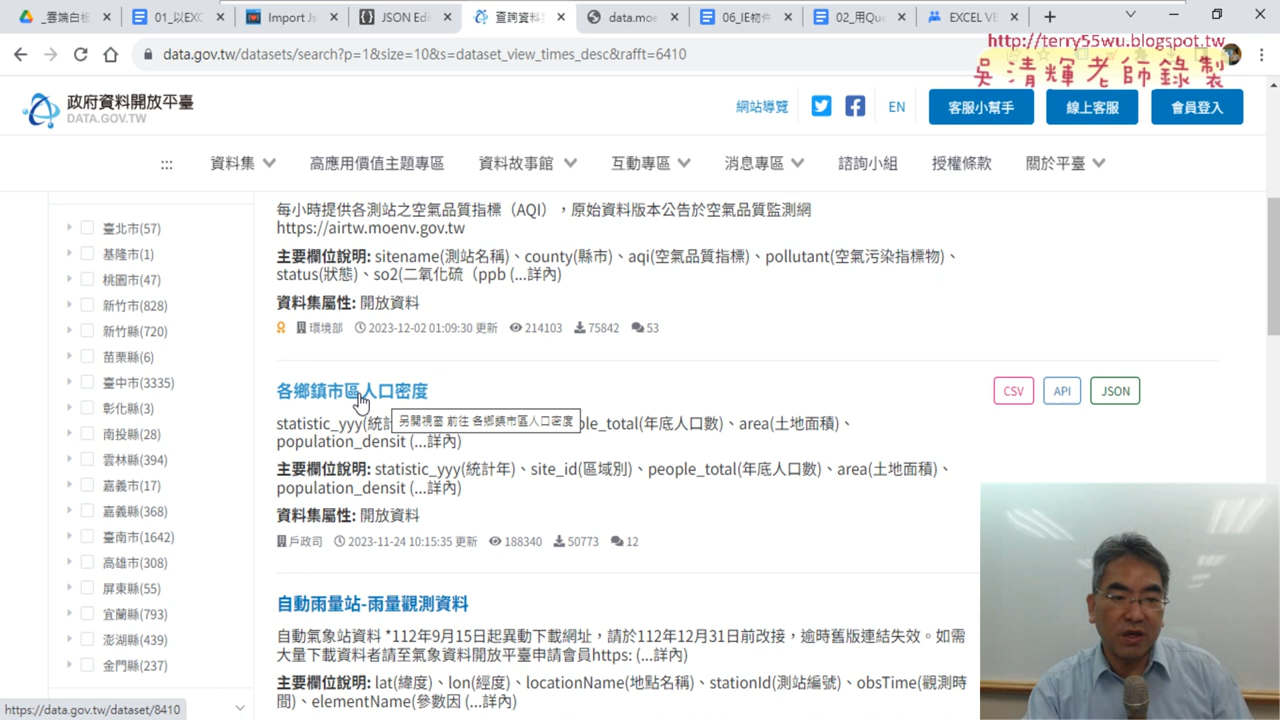 _雲端白板
01_以EXC
Import Js
JSON Edi
查詢資料集
data.moe
06_IE物件
02_用Que
EXCEL VB
data.gov.tw/datasets/search?p=1&size=10&s=dataset_view_times_desc&rafft=6410
http://terry55wu.blogspot.tw
吳清輝老師錄製
政府資料開放平臺
DATA.GOV.TW
網站導覽
EN
客服小幫手
線上客服
會員登入
:::
資料集
高應用價值主題專區
資料故事館
互動專區
消息專區
諮詢小組
授權條款
關於平臺
臺北市(57)
基隆市(1)
桃園市(47)
新竹市(828)
新竹縣(720)
苗栗縣(6)
臺中市(3335)
彰化縣(3)
南投縣(28)
雲林縣(394)
嘉義市(17)
嘉義縣(368)
臺南市(1642)
高雄市(308)
屏東縣(55)
宜蘭縣(793)
澎湖縣(439)
金門縣(237)
每小時提供各測站之空氣品質指標（AQI），原始資料版本公告於空氣品質監測網
https://airtw.moenv.gov.tw
主要欄位說明: sitename(測站名稱)、county(縣市)、aqi(空氣品質指標)、pollutant(空氣污染指標物)、
status(狀態)、so2(二氧化硫（ppb (...詳內)
資料集屬性: 開放資料
環境部 2023-12-02 01:09:30 更新 214103 75842 53
各鄉鎮市區人口密度
CSV
API
JSON
statistic_yyy(統計 ple_total(年底人口數)、area(土地面積)、
另開視窗 前往 各鄉鎮市區人口密度
population_densit (...詳內)
主要欄位說明: statistic_yyy(統計年)、site_id(區域別)、people_total(年底人口數)、area(土地面積)、
population_densit (...詳內)
資料集屬性: 開放資料
戶政司 2023-11-24 10:15:35 更新 188340 50773 12
自動雨量站-雨量觀測資料
自動氣象站資料 *112年9月15日起異動下載網址，請於112年12月31日前改接，逾時舊版連結失效。如需
大量下載資料者請至氣象資料開放平臺申請會員https: (...詳內)
主要欄位說明: lat(緯度)、lon(經度)、locationName(地點名稱)、stationId(測站編號)、obsTime(觀測時
間)、elementName(參數因 (...詳內)
https://data.gov.tw/dataset/8410